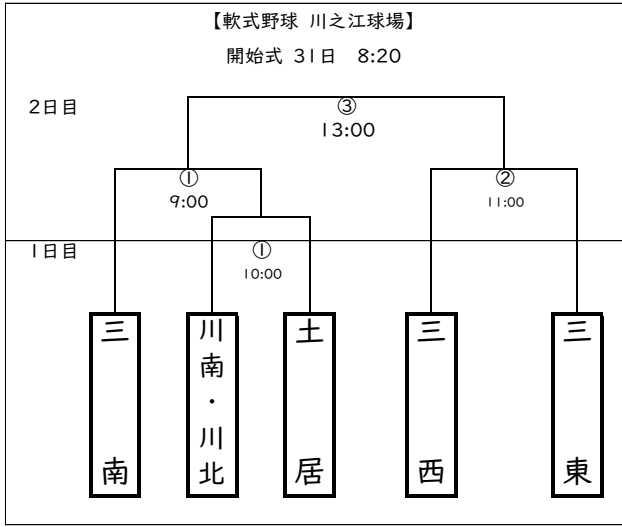 【軟式野球 川之江球場】
開始式 31日 8:20
2日目
③
13:00
①
9:00
②
11:00
1日目
①
10:00
三南
川南・川北
土居
三西
三東